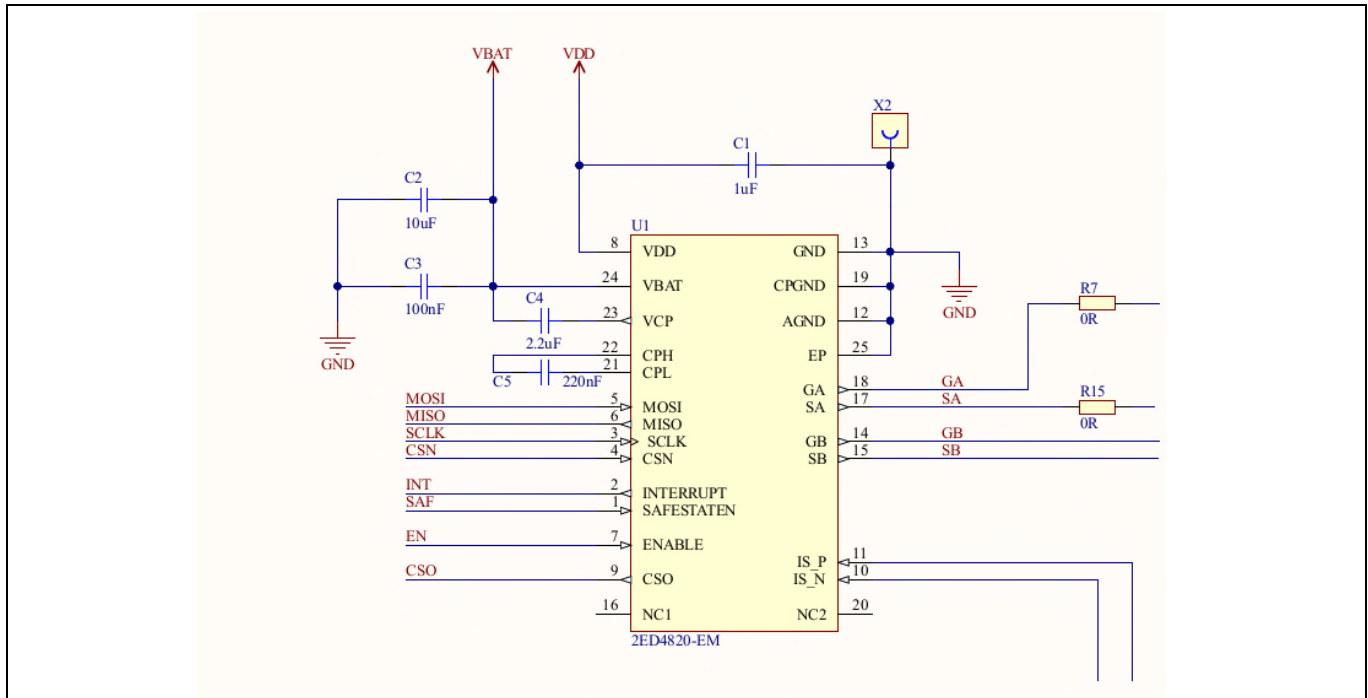 VBAT VDD
X2
C1
1uF
C2
10uF
U1
8 VDD GND 13
C3
100nF
24 VBAT CPGND 19
C4
2.2uF
23 VCP AGND 12
GND
GND
R7
0R
22 CPH EP 25
C5 220nF
21 CPL
GA 18 GA
MOSI 5 MOSI SA 17 SA
R15
0R
MISO 6 MISO
SCLK 3 SCLK GB 14 GB
CSN 4 CSN SB 15 SB
INT 2 INTERRUPT
SAF 1 SAFESTATEN
EN 7 ENABLE
IS_P 11
CSO 9 CSO IS_N 10
16 NC1 NC2 20
2ED4820-EM